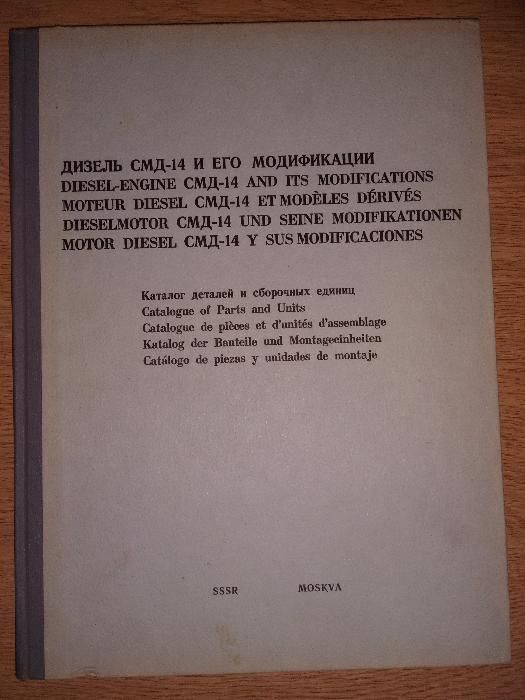 ДИЗЕЛЬ СМД-14 И ЕГО МОДИФИКАЦИИ
DIESEL-ENGINE СМД-14 AND ITS MODIFICATIONS
MOTEUR DIESEL СМД-14 ET MODÈLES DÉRIVÉS
DIESELMOTOR СМД-14 UND SEINE MODIFIKATIONEN
MOTOR DIESEL СМД-14 Y SUS MODIFICACIONES
Каталог деталей и сборочных единиц
Catalogue of Parts and Units
Catalogue de pièces et d'unités d'assemblage
Katalog der Bauteile und Montageeinheiten
Catálogo de piezas y unidades de montaje
SSSR MOSKVA